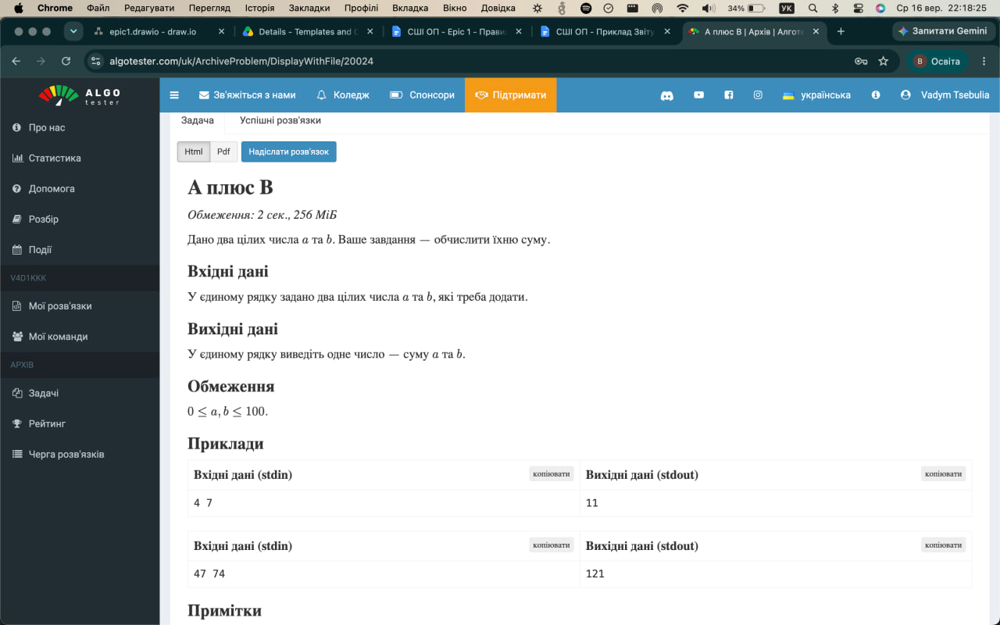 Chrome Файл Редагувати Перегляд Історія Закладки Профілі Вкладка Вікно Довідка 34% УК Ср 16 вер. 22:18:25
epic1.drawio - draw.io Details - Templates and СШІ ОП - Epic 1 - Прави СШІ ОП - Приклад Звіту А плюс В | Архів | Алготе Запитати Gemini
algotester.com/uk/ArchiveProblem/DisplayWithFile/20024 В Освіта
ALGO
tester
Зв'яжіться з нами Коледж Спонсори Підтримати українська Vadym Tsebulia
Про нас
Статистика
Допомога
Розбір
Події
V4D1KKK
Мої розв'язки
Мої команди
АРХІВ
Задачі
Рейтинг
Черга розв'язків
Задача Успішні розв'язки
Html Pdf Надіслати розв'язок
А плюс В
Обмеження: 2 сек., 256 МіБ
Дано два цілих числа a та b. Ваше завдання — обчислити їхню суму.
Вхідні дані
У єдиному рядку задано два цілих числа a та b, які треба додати.
Вихідні дані
У єдиному рядку виведіть одне число — суму a та b.
Обмеження
0 ≤ a, b ≤ 100.
Приклади
Вхідні дані (stdin) копіювати Вихідні дані (stdout) копіювати
4 7 11
Вхідні дані (stdin) копіювати Вихідні дані (stdout) копіювати
47 74 121
Примітки